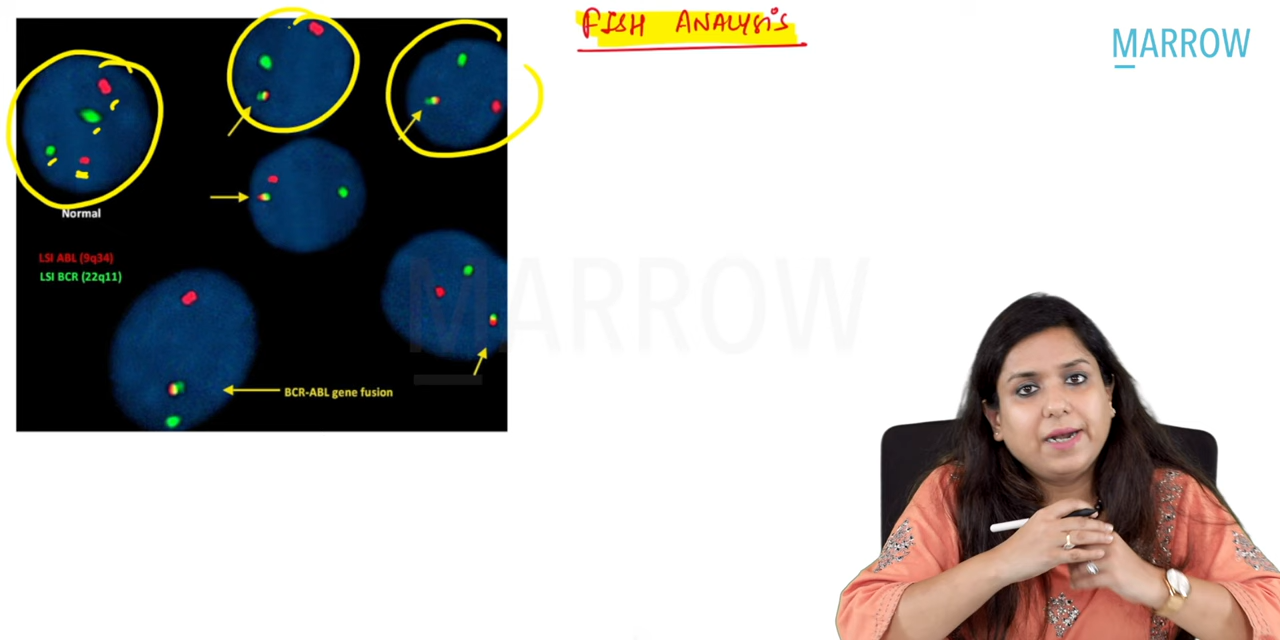 FISH ANALYSIS
MARROW
Normal
LSI ABL (9q34)
LSI BCR (22q11)
MARROW
BCR-ABL gene fusion